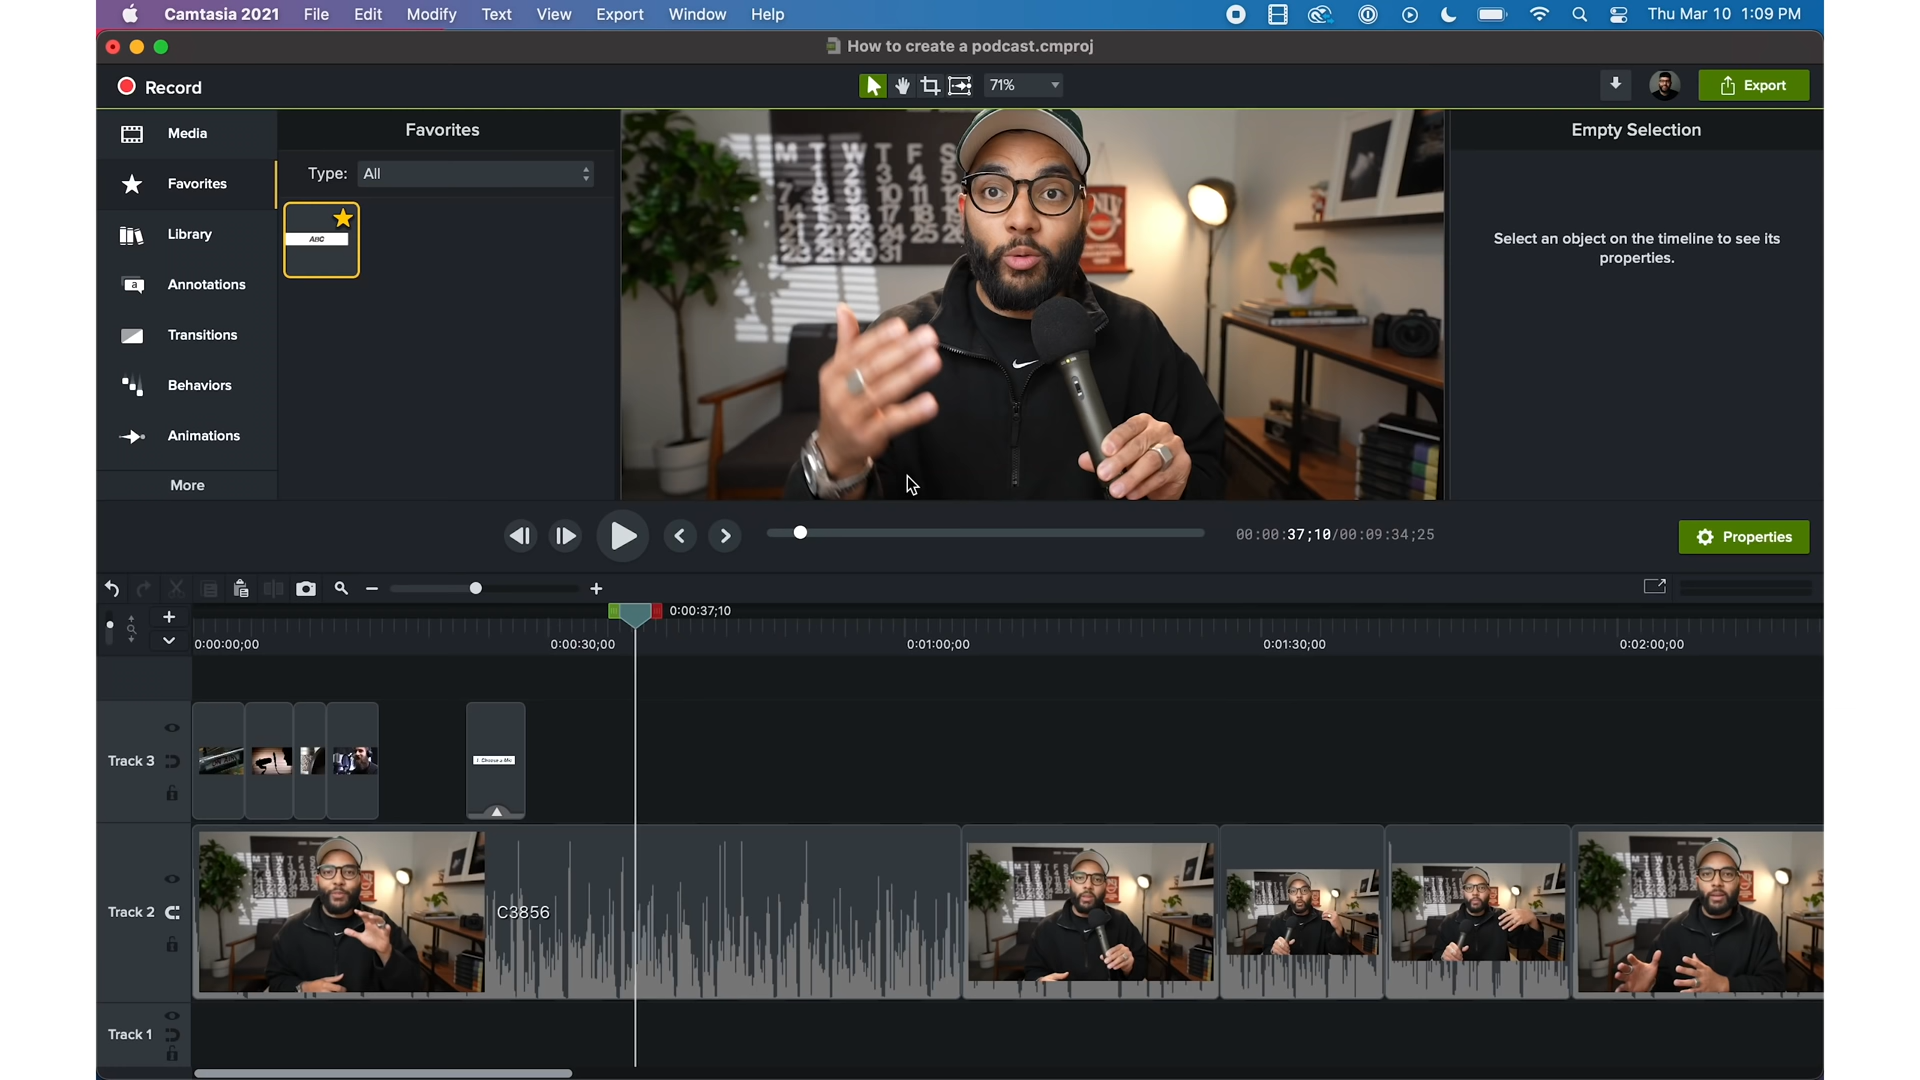 Camtasia 2021 File Edit Modify Text View Export Window Help Thu Mar 10 1:09 PM
How to create a podcast.cmproj
Record 71% Export
Media
Favorites
Library
a Annotations
Transitions
Behaviors
Animations
More
Favorites
Type: All
ABC
M T W T F S
Empty Selection
Select an object on the timeline to see its
properties.
00:00:37;10/00:09:34;25
Properties
0:00:37;10
0:00:00;00 0:00:30;00 0:01:00;00 0:01:30;00 0:02:00;00
Track 3
Track 2
C3856
Track 1